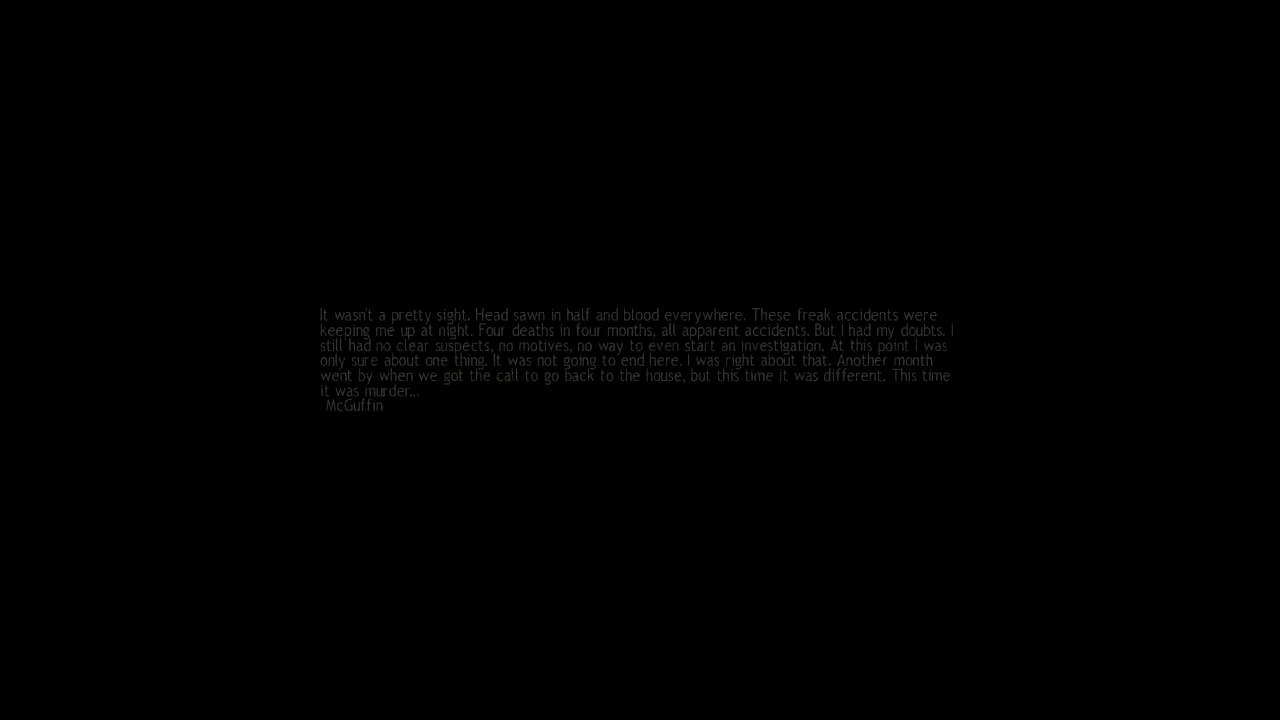 It wasn't a pretty sight. Head sawn in half and blood everywhere. These freak accidents were
keeping me up at night. Four deaths in four months, all apparent accidents. But I had my doubts. I
still had no clear suspects, no motives, no way to even start an investigation. At this point I was
only sure about one thing. It was not going to end here. I was right about that. Another month
went by when we got the call to go back to the house, but this time it was different. This time
it was murder...
McGuffin